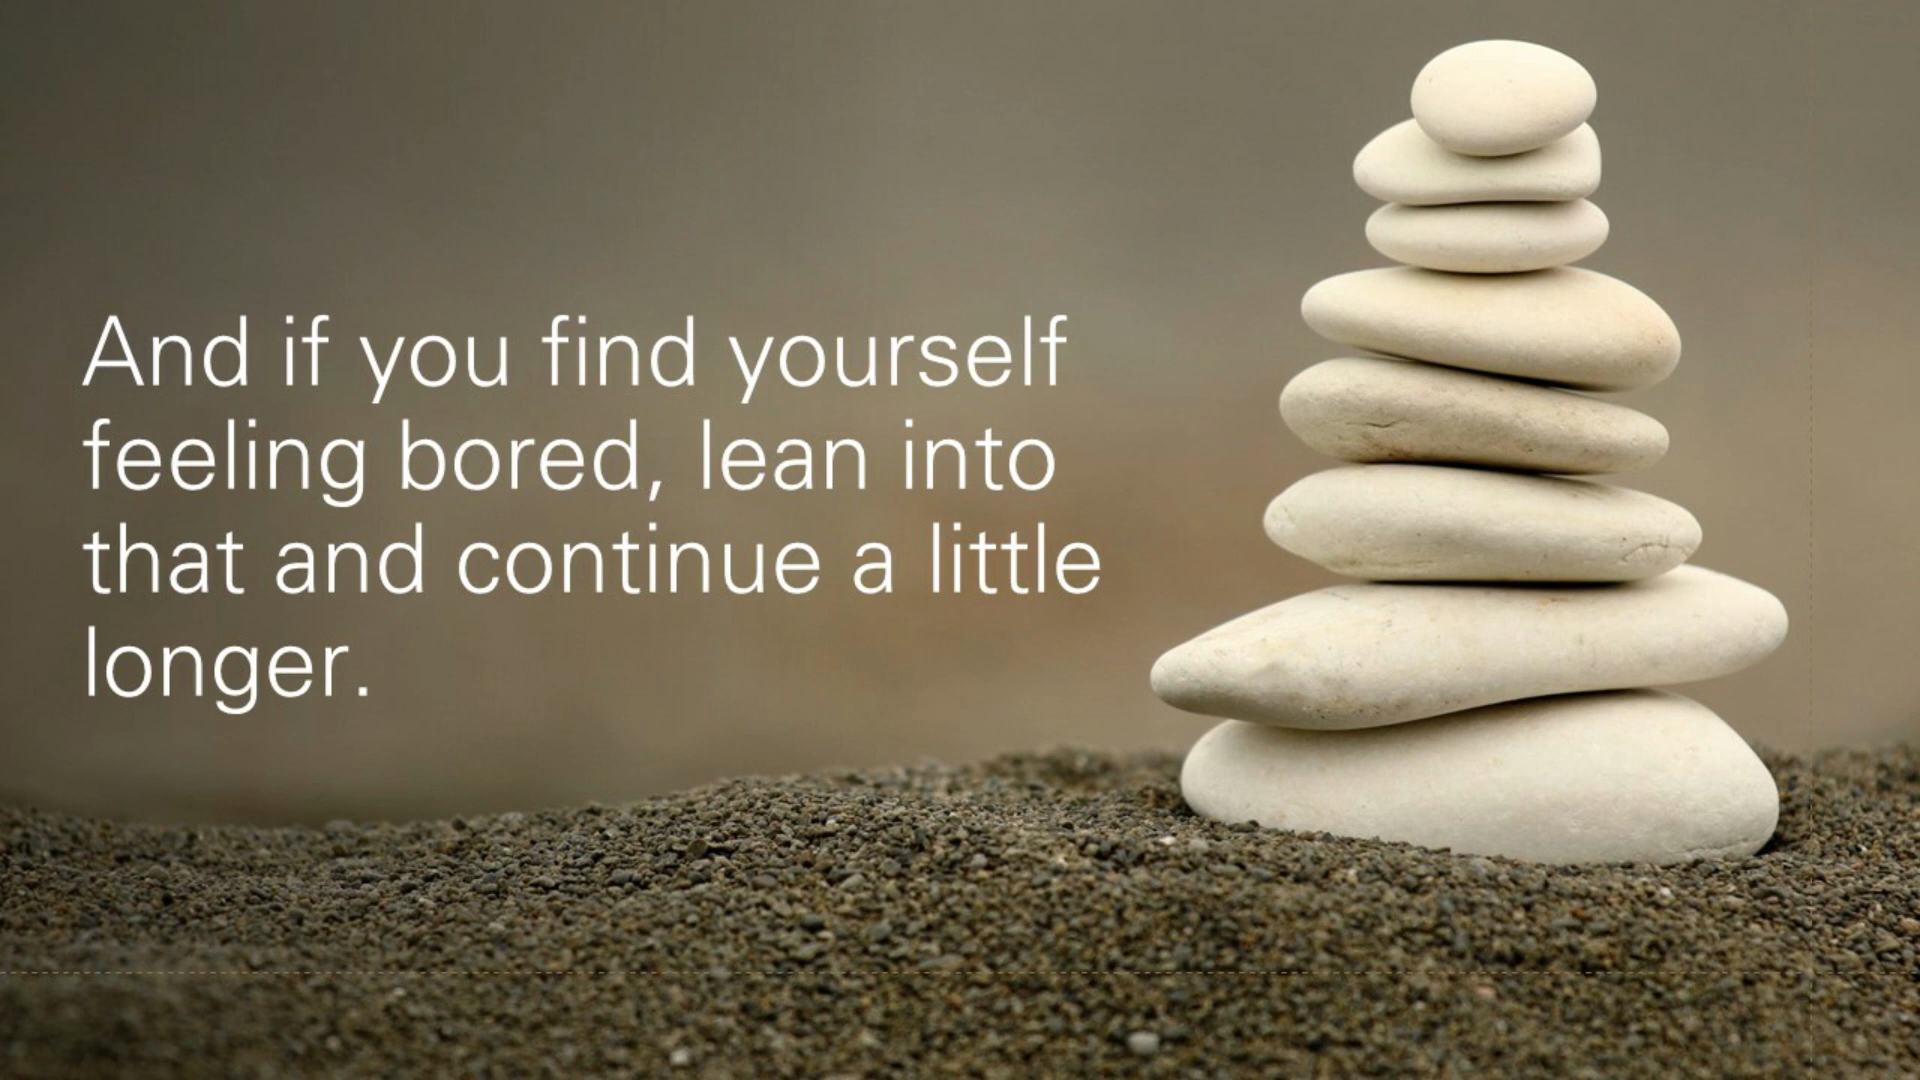 And if you find yourself
feeling bored, lean into
that and continue a little
longer.